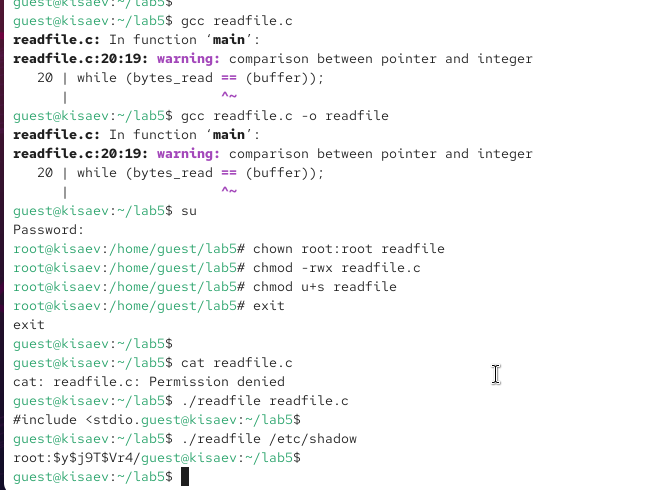 guest@kisaev:~/lab5$
guest@kisaev:~/lab5$ gcc readfile.c
readfile.c: In function ‘main’:
readfile.c:20:19: warning: comparison between pointer and integer
   20 | while (bytes_read == (buffer));
      |                   ^~
guest@kisaev:~/lab5$ gcc readfile.c -o readfile
readfile.c: In function ‘main’:
readfile.c:20:19: warning: comparison between pointer and integer
   20 | while (bytes_read == (buffer));
      |                   ^~
guest@kisaev:~/lab5$ su
Password:
root@kisaev:/home/guest/lab5# chown root:root readfile
root@kisaev:/home/guest/lab5# chmod -rwx readfile.c
root@kisaev:/home/guest/lab5# chmod u+s readfile
root@kisaev:/home/guest/lab5# exit
exit
guest@kisaev:~/lab5$
guest@kisaev:~/lab5$ cat readfile.c
cat: readfile.c: Permission denied
guest@kisaev:~/lab5$ ./readfile readfile.c
#include <stdio.guest@kisaev:~/lab5$
guest@kisaev:~/lab5$ ./readfile /etc/shadow
root:$y$j9T$Vr4/guest@kisaev:~/lab5$
guest@kisaev:~/lab5$